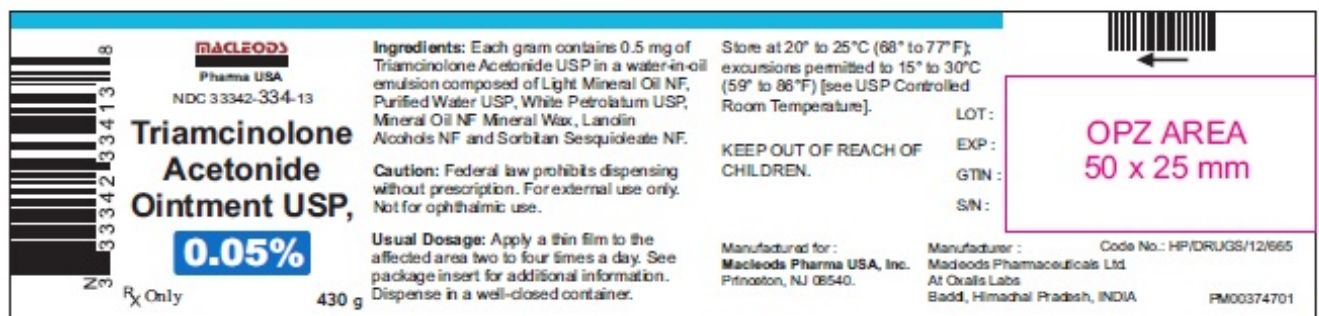 MACLEODS
Pharma USA
NDC 33342-334-13
Triamcinolone
Acetonide
Ointment USP,
0.05%
Rx Only
430 g
N
3 33342 33413 8
Ingredients: Each gram contains 0.5 mg of
Triamcinolone Acetonide USP in a water-in-oil
emulsion composed of Light Mineral Oil NF,
Purified Water USP, White Petrolatum USP,
Mineral Oil NF Mineral Wax, Lanolin
Alcohols NF and Sorbitan Sesquioleate NF.
Caution: Federal law prohibits dispensing
without prescription. For external use only.
Not for ophthalmic use.
Usual Dosage: Apply a thin film to the
affected area two to four times a day. See
package insert for additional information.
Dispense in a well-closed container.
Store at 20° to 25°C (68° to 77°F);
excursions permitted to 15° to 30°C
(59° to 86°F) [see USP Controlled
Room Temperature].
KEEP OUT OF REACH OF
CHILDREN.
Manufactured for :
Macleods Pharma USA, Inc.
Princeton, NJ 08540.
LOT :
EXP :
GTIN :
S/N :
OPZ AREA
50 x 25 mm
Manufacturer :
Macleods Pharmaceuticals Ltd.
At Oxalis Labs
Baddi, Himachal Pradesh, INDIA
Code No.: HP/DRUGS/12/665
PM00374701